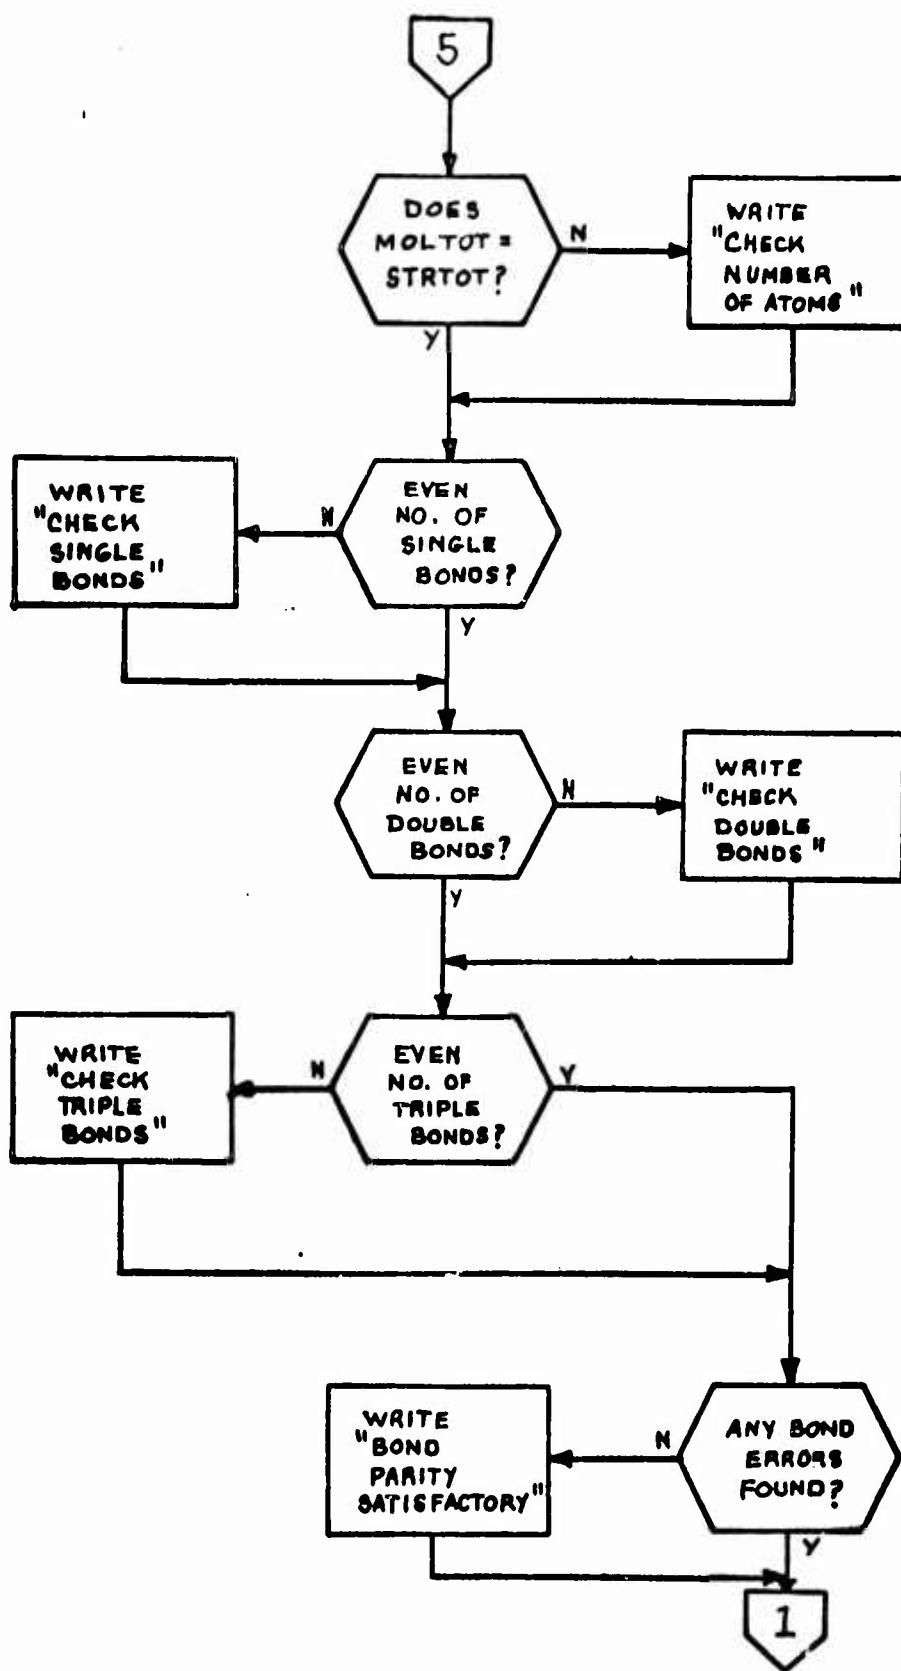 5
DOES
MOLTOT =
STRTOT?
N
WRITE
"CHECK
NUMBER
OF ATOMS"
Y
EVEN
NO. OF
SINGLE
BONDS?
N
WRITE
"CHECK
SINGLE
BONDS"
Y
EVEN
NO. OF
DOUBLE
BONDS?
N
WRITE
"CHECK
DOUBLE
BONDS"
Y
EVEN
NO. OF
TRIPLE
BONDS?
N
WRITE
"CHECK
TRIPLE
BONDS"
Y
ANY BOND
ERRORS
FOUND?
N
WRITE
"BOND
PARITY
SATISFACTORY"
Y
1